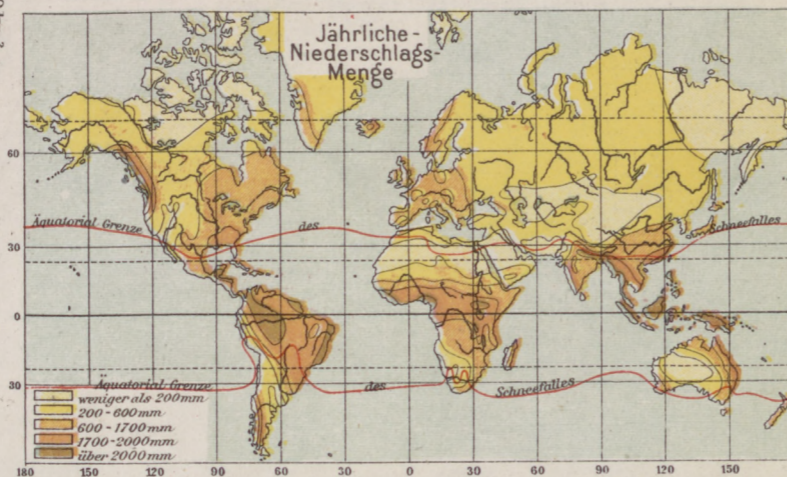 Jährliche-
Niederschlags-
Menge
60
Äquatorial Grenze des Schneefalles
30
0
Äquatorial Grenze des Schneefalles
30
weniger als 200mm
200-600mm
600-1700mm
1700-2000mm
über 2000mm
180 150 120 90 60 30 0 30 60 90 120 150